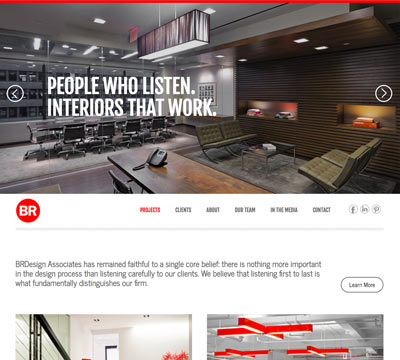 PEOPLE WHO LISTEN.
INTERIORS THAT WORK.
BR
PROJECTS CLIENTS ABOUT OUR TEAM IN THE MEDIA CONTACT
f in
BRDesign Associates has remained faithful to a single core belief: there is nothing more important
in the design process than listening carefully to our clients. We believe that listening first to last is
what fundamentally distinguishes our firm.
Learn More